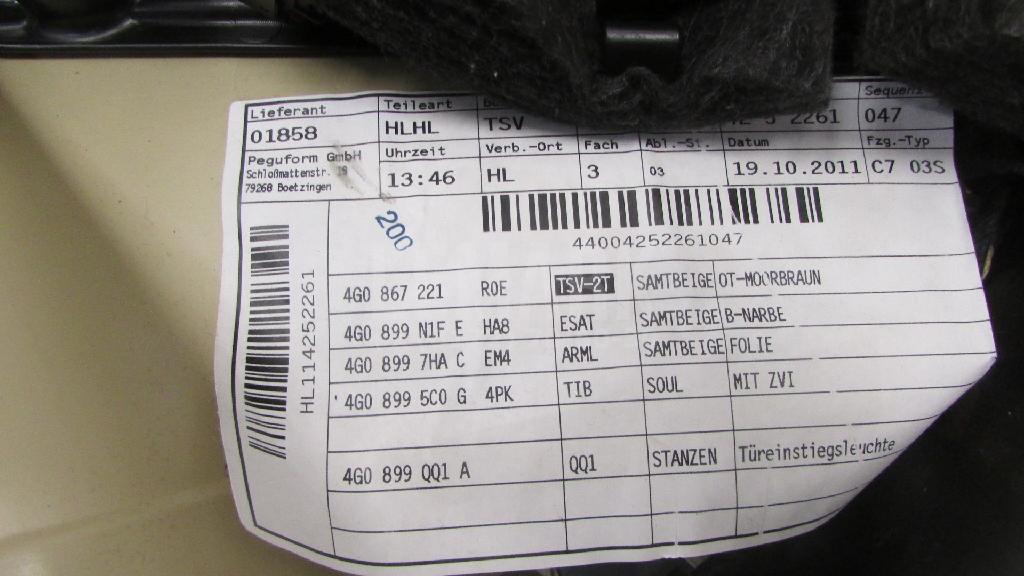 Lieferant Teileart
01858 HLHL TSV 2261 047
Peguform GmbH Uhrzeit Verb.-Ort Fach Abl.-St. Datum Fzg.-Typ
Schloßmattenstr. 18
79268 Boetzingen 13:46 HL 3 03 19.10.2011 C7 03S
200
44004252261047
HL114252261
4G0 867 221 R0E TSV-2T SAMTBEIGE OT-MOORBRAUN
4G0 899 N1F E HA8 ESAT SAMTBEIGE B-NARBE
4G0 899 7HA C EM4 ARML SAMTBEIGE FOLIE
4G0 899 5C0 G 4PK TIB SOUL MIT ZVI
4G0 899 QQ1 A QQ1 STANZEN Türeinstiegsleuchte